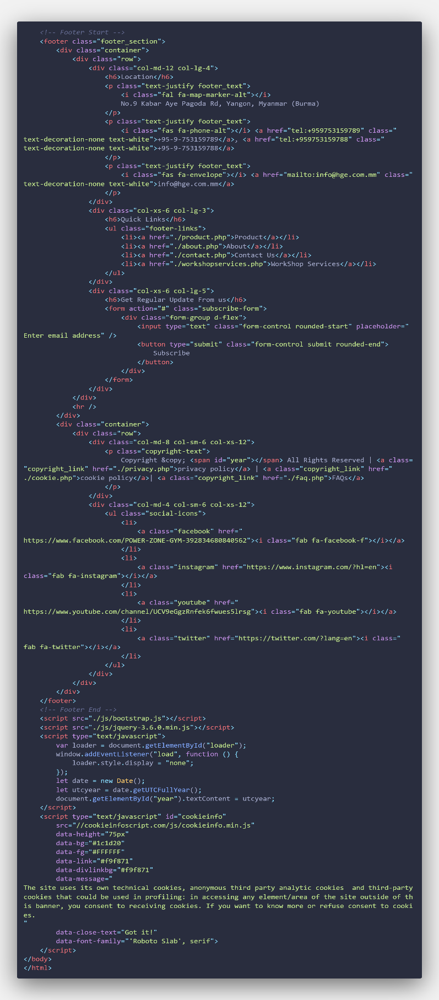 <!-- Footer Start -->
<footer class="footer_section">
<div class="container">
<div class="row">
<div class="col-md-12 col-lg-4">
<h6>Location</h6>
<p class="text-justify footer_text">
<i class="fal fa-map-marker-alt"></i>
No.9 Kabar Aye Pagoda Rd, Yangon, Myanmar (Burma)
</p>
<p class="text-justify footer_text">
<i class="fas fa-phone-alt"></i> <a href="tel:+959753159789" class="
text-decoration-none text-white">+95-9-753159789</a>, <a href="tel:+959753159788" class="
text-decoration-none text-white">+95-9-753159788</a>
</p>
<p class="text-justify footer_text">
<i class="fas fa-envelope"></i> <a href="mailto:info@hge.com.mm" class="
text-decoration-none text-white">info@hge.com.mm</a>
</p>
</div>
<div class="col-xs-6 col-lg-3">
<h6>Quick Links</h6>
<ul class="footer-links">
<li><a href="./product.php">Product</a></li>
<li><a href="./about.php">About</a></li>
<li><a href="./contact.php">Contact Us</a></li>
<li><a href="./workshopservices.php">WorkShop Services</a></li>
</ul>
</div>
<div class="col-xs-6 col-lg-5">
<h6>Get Regular Update From us</h6>
<form action="#" class="subscribe-form">
<div class="form-group d-flex">
<input type="text" class="form-control rounded-start" placeholder="
Enter email address" />
<button type="submit" class="form-control submit rounded-end">
Subscribe
</button>
</div>
</form>
</div>
</div>
<hr />
</div>
<div class="container">
<div class="row">
<div class="col-md-8 col-sm-6 col-xs-12">
<p class="copyright-text">
Copyright &copy; <span id="year"></span> All Rights Reserved | <a class=
"copyright_link" href="./privacy.php">privacy policy</a> | <a class="copyright_link" href="
./cookie.php">cookie policy</a>| <a class="copyright_link" href="./faq.php">FAQs</a>
</p>
</div>
<div class="col-md-4 col-sm-6 col-xs-12">
<ul class="social-icons">
<li>
<a class="facebook" href="
https://www.facebook.com/POWER-ZONE-GYM-392834680840562"><i class="fab fa-facebook-f"></i></a>
</li>
<li>
<a class="instagram" href="https://www.instagram.com/?hl=en"><i
class="fab fa-instagram"></i></a>
</li>
<li>
<a class="youtube" href="
https://www.youtube.com/channel/UCV9eGgzRnfek6fwues5lrsg"><i class="fab fa-youtube"></i></a>
</li>
<li>
<a class="twitter" href="https://twitter.com/?lang=en"><i class="
fab fa-twitter"></i></a>
</li>
</ul>
</div>
</div>
</div>
</footer>
<!-- Footer End -->
<script src="./js/bootstrap.js"></script>
<script src="./js/jquery-3.6.0.min.js"></script>
<script type="text/javascript">
var loader = document.getElementById("loader");
window.addEventListener("load", function () {
loader.style.display = "none";
});
let date = new Date();
let utcyear = date.getUTCFullYear();
document.getElementById("year").textContent = utcyear;
</script>
<script type="text/javascript" id="cookieinfo"
src="//cookieinfoscript.com/js/cookieinfo.min.js"
data-height="75px"
data-bg="#1c1d20"
data-fg="#FFFFFF"
data-link="#f9f871"
data-divlinkbg="#f9f871"
data-message="
The site uses its own technical cookies, anonymous third party analytic cookies  and third-party
cookies that could be used in profiling: in accessing any element/area of the site outside of th
is banner, you consent to receiving cookies. If you want to know more or refuse consent to cooki
es.
"
data-close-text="Got it!"
data-font-family="'Roboto Slab', serif">
</script>
</body>
</html>